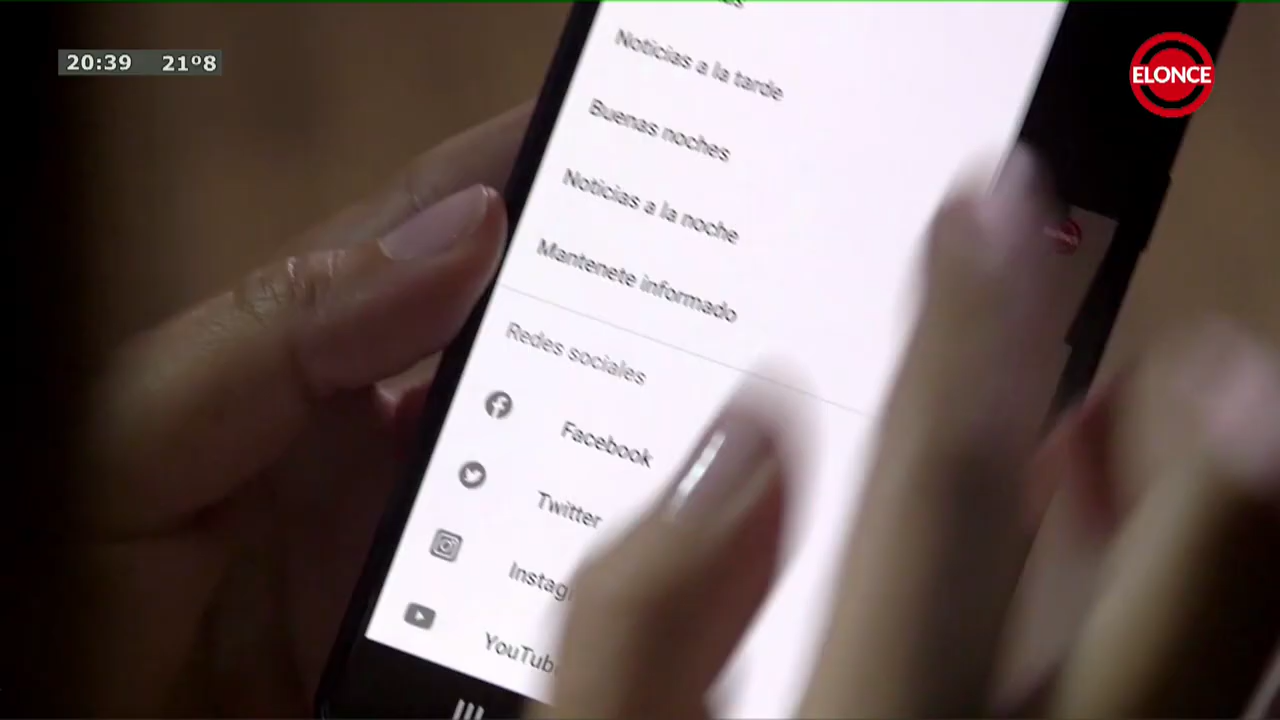 20:39 21º8
ELONCE
Noticias a la tarde
Buenas noches
Noticias a la noche
Mantenete informado
Redes sociales
Facebook
Twitter